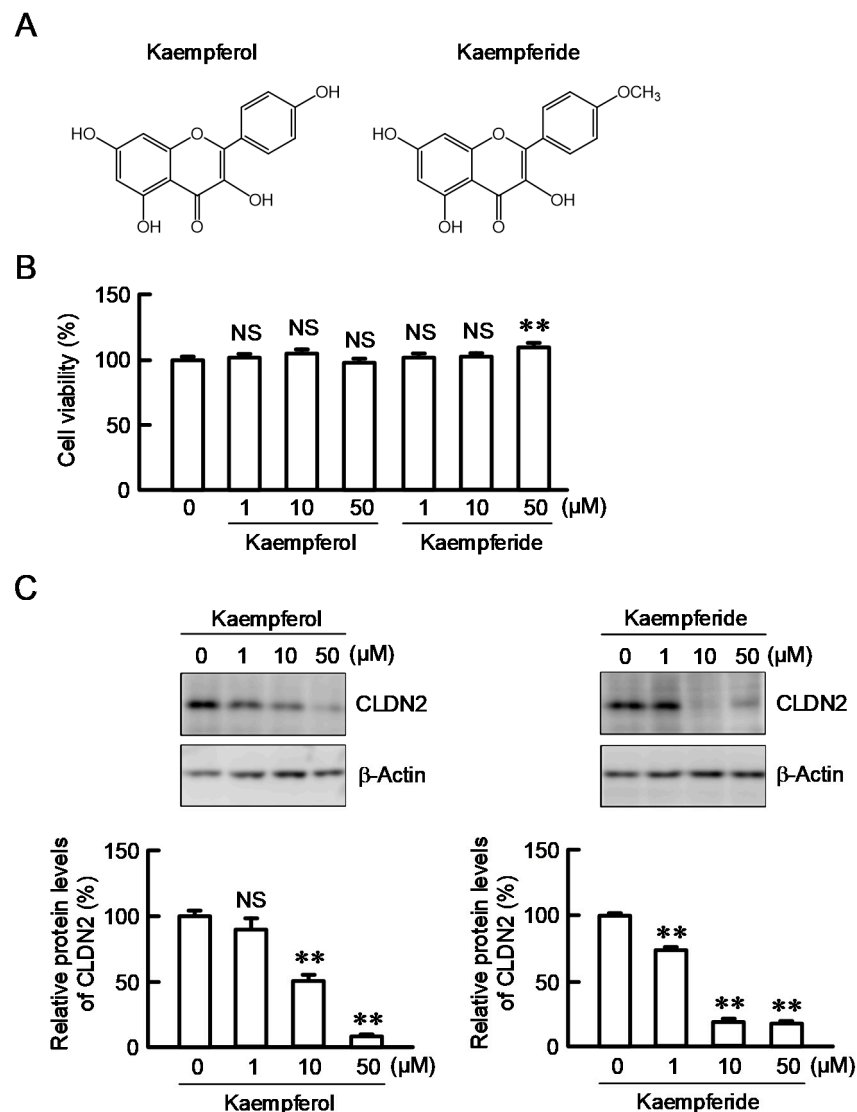 A
Kaempferol
Kaempferide
OH
HO
O
OH
OH
O
OCH3
HO
O
OH
OH
O
B
Cell viability (%)
150
100
50
0
NS
NS
NS
NS
NS
**
0 1 10 50 1 10 50 (µM)
Kaempferol Kaempferide
C
Kaempferol
0 1 10 50 (µM)
CLDN2
β-Actin
Kaempferide
0 1 10 50 (µM)
CLDN2
β-Actin
Relative protein levels
of CLDN2 (%)
150
100
50
0
NS
**
**
0 1 10 50 (µM)
Kaempferol
Relative protein levels
of CLDN2 (%)
150
100
50
0
**
**
**
0 1 10 50 (µM)
Kaempferide